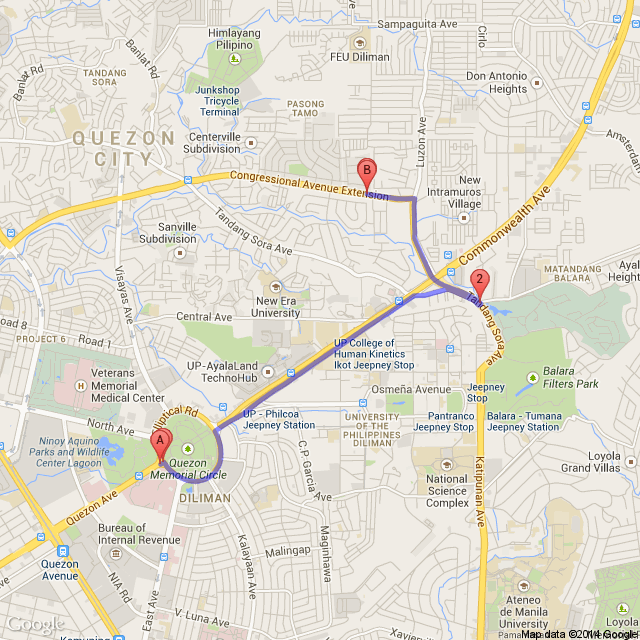 Sampaguita Ave
Cirlo
Himlayang
Pilipino
FEU Diliman
Banlat Rd
Banlat Rd
TANDANG
SORA
Don Antonio
Heights
Junkshop
Tricycle
Terminal
PASONG
TAMO
Luzon Ave
Amsterdam
QUEZON
CITY
Centerville
Subdivision
B
Congressional Avenue Extension
New
Intramuros
Village
Commonwealth Ave
Tandang Sora Ave
Sanville
Subdivision
Visayas Ave
MATANDANG
BALARA
Ayala
Heights
2
Tandang Sora Ave
New Era
University
Central Ave
Road 8
Road 1
PROJECT 6
UP College of
Human Kinetics
Ikot Jeepney Stop
UP-AyalaLand
TechnoHub
Veterans
Memorial
Medical Center
Balara
Filters Park
Osmeña Avenue
Jeepney
Stop
Elliptical Rd
UP - Philcoa
Jeepney Station
UNIVERSITY
OF THE
PHILIPPINES
DILIMAN
Pantranco
Jeepney Stop
Balara - Tumana
Jeepney Station
North Ave
A
Ninoy Aquino
Parks and Wildlife
Center Lagoon
Quezon
Memorial Circle
C.P. Garcia Ave
Loyola
Grand Villas
National
Science
Complex
DILIMAN
Quezon Ave
Katipunan Ave
Bureau of
Internal Revenue
Kalayaan Ave
Malingap
Maginhawa
Quezon
Avenue
NIA Rd
East Ave
V. Luna Ave
Ateneo
de Manila
University
Loyola
Google
Kamuning
Xavierville
Map data ©2014 Google